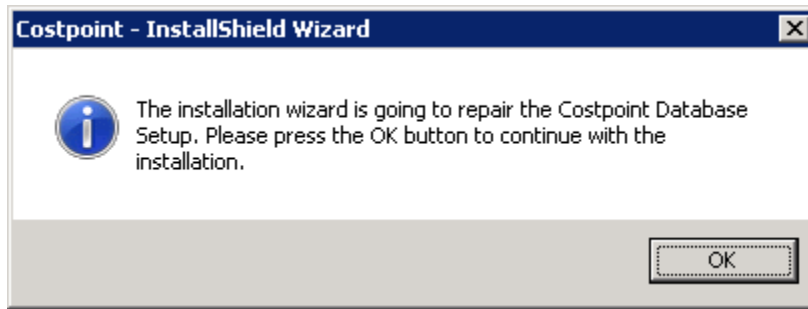 Costpoint - InstallShield Wizard
The installation wizard is going to repair the Costpoint Database
Setup. Please press the OK button to continue with the
installation.
OK